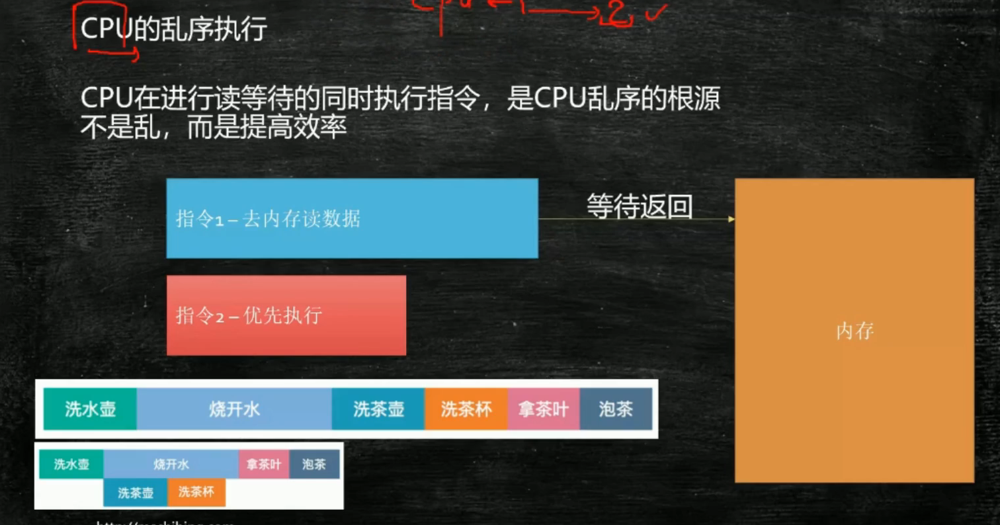 CPU的乱序执行
CPU在进行读等待的同时执行指令，是CPU乱序的根源
不是乱，而是提高效率
指令1 – 去内存读数据
等待返回
指令2 – 优先执行
内存
洗水壶 烧开水 洗茶壶 洗茶杯 拿茶叶 泡茶
洗水壶 烧开水 拿茶叶 泡茶
洗茶壶 洗茶杯